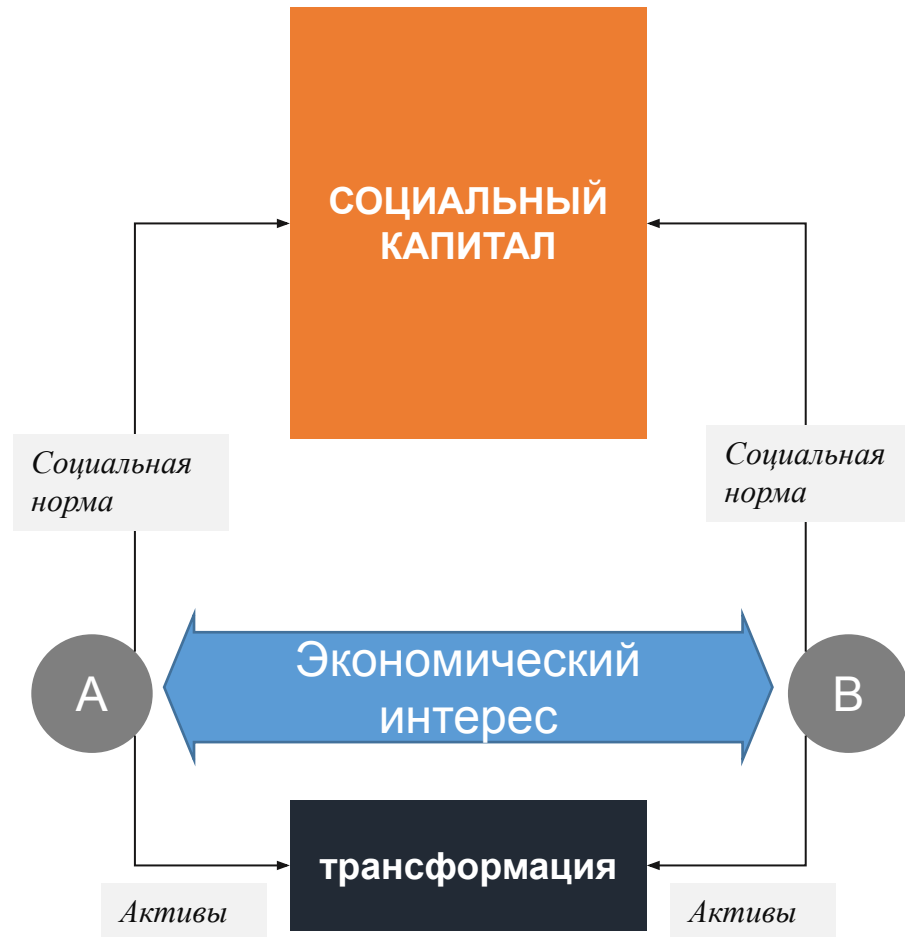 СОЦИАЛЬНЫЙ
КАПИТАЛ
Социальная
норма
Социальная
норма
A
Экономический
интерес
B
трансформация
Активы
Активы